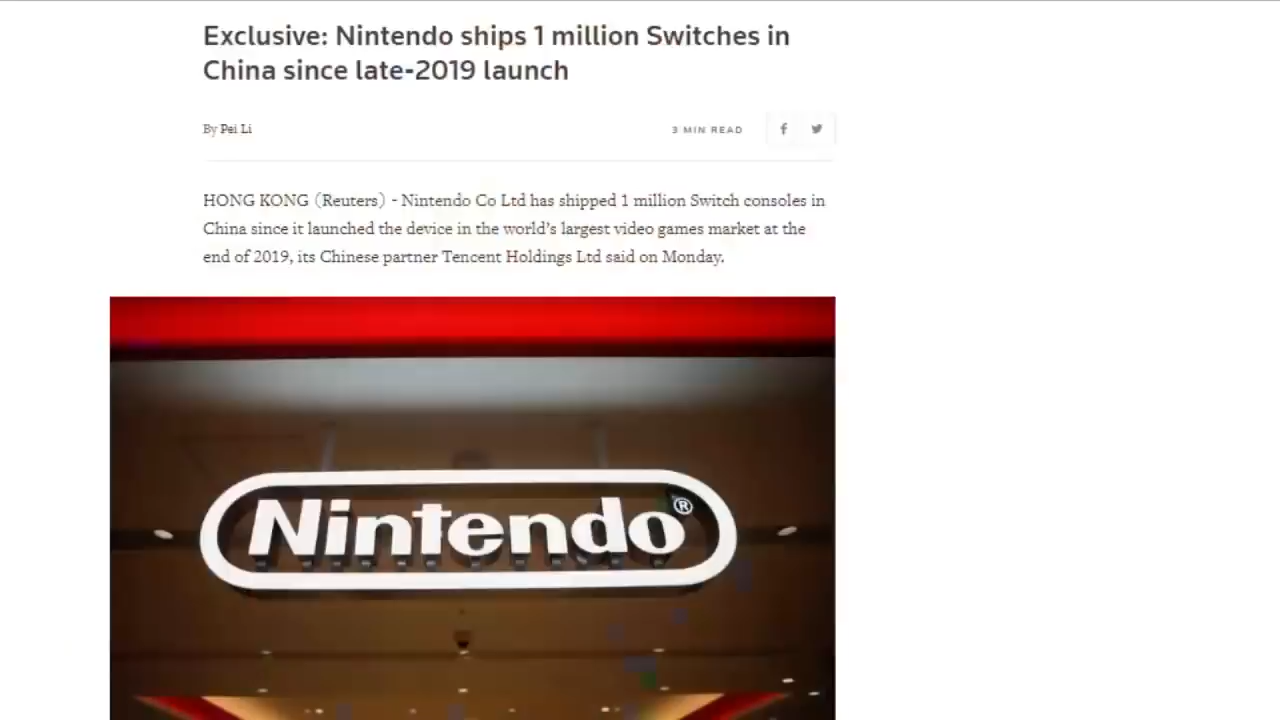 Exclusive: Nintendo ships 1 million Switches in
China since late-2019 launch
By Pei Li
3 MIN READ
HONG KONG (Reuters) - Nintendo Co Ltd has shipped 1 million Switch consoles in
China since it launched the device in the world's largest video games market at the
end of 2019, its Chinese partner Tencent Holdings Ltd said on Monday.
Nintendo®